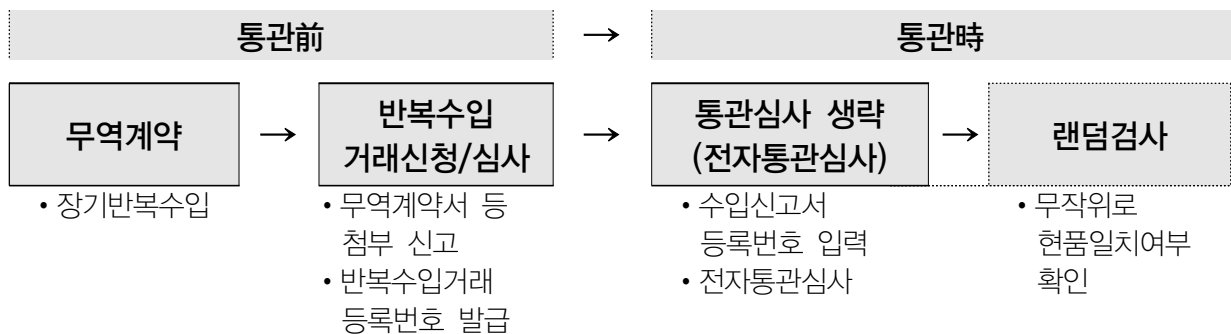 통관前 → 통관時
무역계약 → 반복수입 거래신청/심사 → 통관심사 생략 (전자통관심사) → 랜덤검사
• 장기반복수입
• 무역계약서 등
첨부 신고
• 반복수입거래
등록번호 발급
• 수입신고서
등록번호 입력
• 전자통관심사
• 무작위로
현품일치여부
확인